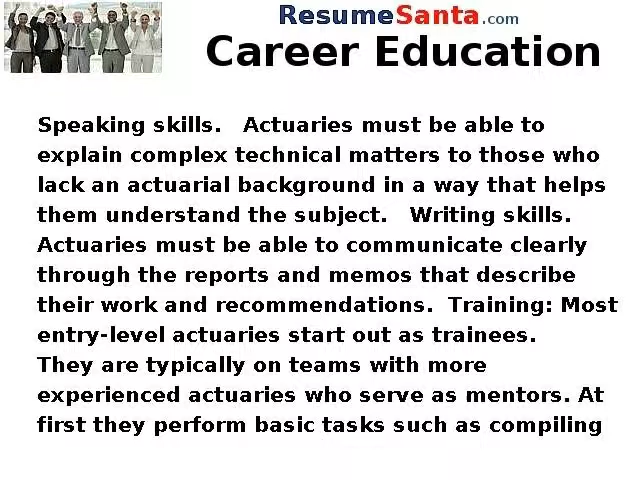 ResumeSanta.com
Career Education
Speaking skills.   Actuaries must be able to
explain complex technical matters to those who
lack an actuarial background in a way that helps
them understand the subject.   Writing skills.
Actuaries must be able to communicate clearly
through the reports and memos that describe
their work and recommendations.  Training: Most
entry-level actuaries start out as trainees.
They are typically on teams with more
experienced actuaries who serve as mentors. At
first they perform basic tasks such as compiling